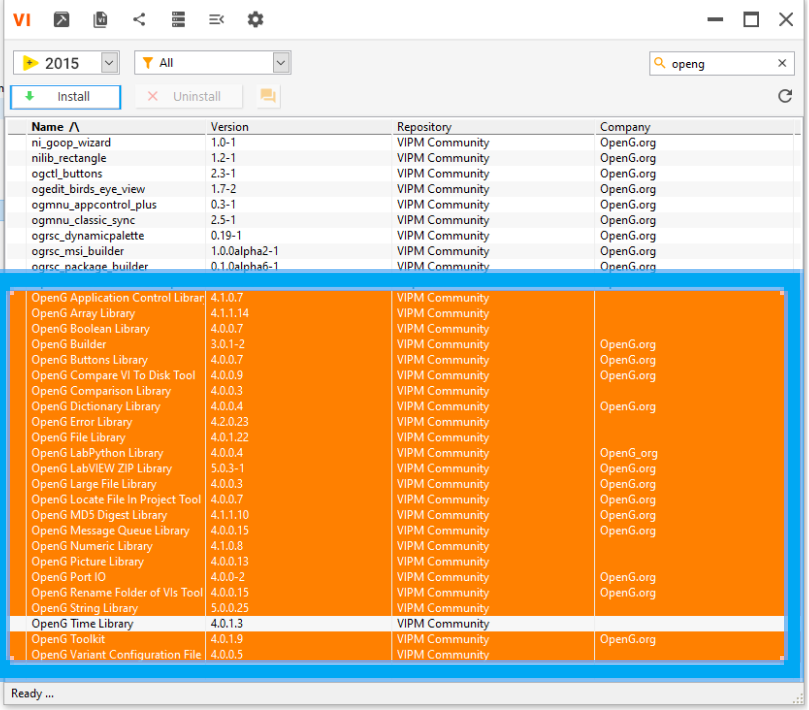 VI
2015 All openg
Install Uninstall
Name /\ Version Repository Company
ni_goop_wizard 1.0-1 VIPM Community OpenG.org
nilib_rectangle 1.2-1 VIPM Community OpenG.org
ogctl_buttons 2.3-1 VIPM Community OpenG.org
ogedit_birds_eye_view 1.7-2 VIPM Community OpenG.org
ogmnu_appcontrol_plus 0.3-1 VIPM Community OpenG.org
ogmnu_classic_sync 2.5-1 VIPM Community OpenG.org
ogrsc_dynamicpalette 0.19-1 VIPM Community OpenG.org
ogrsc_msi_builder 1.0.0alpha2-1 VIPM Community OpenG.org
ogrsc_package_builder 0.1.0alpha6-1 VIPM Community OpenG.org
OpenG Application Control Librar 4.1.0.7 VIPM Community
OpenG Array Library 4.1.1.14 VIPM Community
OpenG Boolean Library 4.0.0.7 VIPM Community
OpenG Builder 3.0.1-2 VIPM Community OpenG.org
OpenG Buttons Library 4.0.0.7 VIPM Community OpenG.org
OpenG Compare VI To Disk Tool 4.0.0.9 VIPM Community OpenG.org
OpenG Comparison Library 4.0.0.3 VIPM Community
OpenG Dictionary Library 4.0.0.4 VIPM Community OpenG.org
OpenG Error Library 4.2.0.23 VIPM Community
OpenG File Library 4.0.1.22 VIPM Community
OpenG LabPython Library 4.0.0.4 VIPM Community OpenG_org
OpenG LabVIEW ZIP Library 5.0.3-1 VIPM Community OpenG.org
OpenG Large File Library 4.0.0.3 VIPM Community OpenG.org
OpenG Locate File In Project Tool 4.0.0.7 VIPM Community OpenG.org
OpenG MD5 Digest Library 4.1.1.10 VIPM Community OpenG.org
OpenG Message Queue Library 4.0.0.15 VIPM Community OpenG.org
OpenG Numeric Library 4.1.0.8 VIPM Community
OpenG Picture Library 4.0.0.13 VIPM Community
OpenG Port IO 4.0.0-2 VIPM Community OpenG.org
OpenG Rename Folder of VIs Tool 4.0.0.15 VIPM Community OpenG.org
OpenG String Library 5.0.0.25 VIPM Community
OpenG Time Library 4.0.1.3 VIPM Community
OpenG Toolkit 4.0.1.9 VIPM Community OpenG.org
OpenG Variant Configuration File 4.0.0.5 VIPM Community
Ready ...